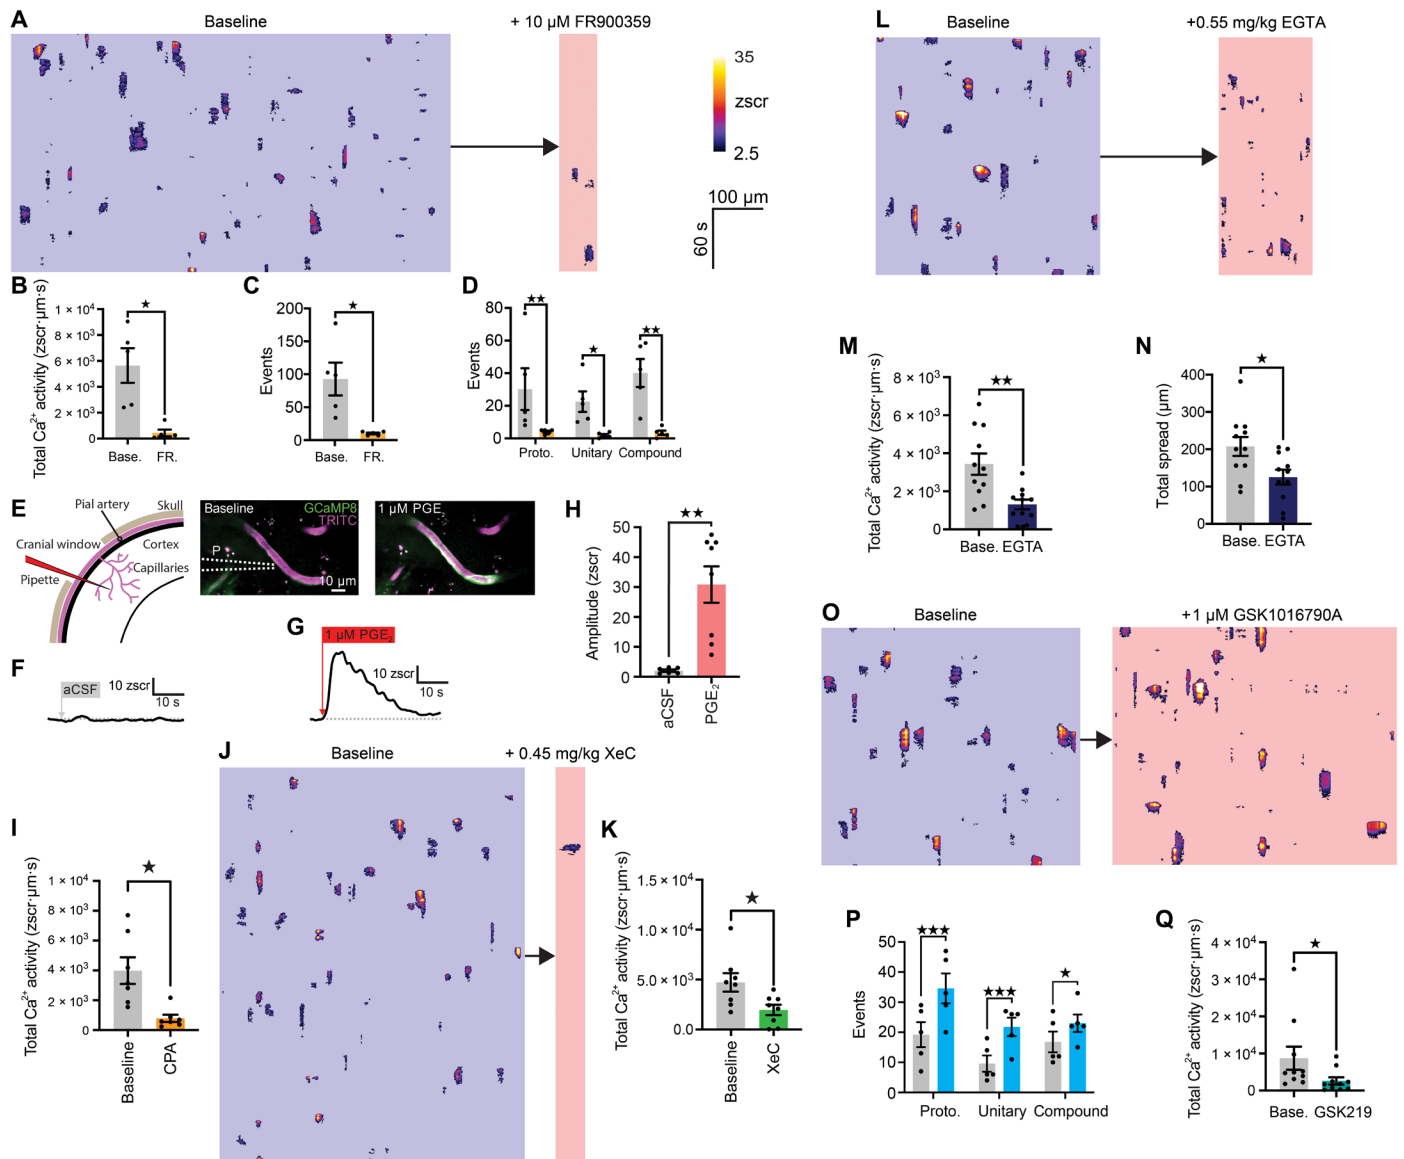 A
Baseline
+ 10 µM FR900359
35
zscr
2.5
100 µm
60 s
L
Baseline
+0.55 mg/kg EGTA
B
Total Ca²⁺ activity (zscr·µm·s)
1 × 10⁴
8 × 10³
6 × 10³
4 × 10³
2 × 10³
0
★
Base.
FR.
C
Events
200
150
100
50
0
★
Base.
FR.
D
Events
80
60
40
20
0
★★
★
★★
Proto.
Unitary
Compound
M
Total Ca²⁺ activity (zscr·µm·s)
8 × 10³
6 × 10³
4 × 10³
2 × 10³
0
★★
Base. EGTA
N
Total spread (µm)
400
300
200
100
0
★
Base. EGTA
E
Pial artery
Skull
Cranial window
Cortex
Pipette
Capillaries
Baseline
GCaMP8
TRITC
P
10 µm
1 µM PGE₂
F
aCSF
10 zscr
10 s
G
1 µM PGE₂
10 zscr
10 s
H
Amplitude (zscr)
50
40
30
20
10
0
★★
aCSF
PGE₂
I
Total Ca²⁺ activity (zscr·µm·s)
1 × 10⁴
8 × 10³
6 × 10³
4 × 10³
2 × 10³
0
★
Baseline
CPA
J
Baseline
+ 0.45 mg/kg XeC
K
Total Ca²⁺ activity (zscr·µm·s)
1.5 × 10⁴
1.0 × 10⁴
5.0 × 10³
0.0
★
Baseline
XeC
O
Baseline
+1 µM GSK1016790A
P
Events
50
40
30
20
10
0
★★★
★★★
★
Proto.
Unitary
Compound
Q
Total Ca²⁺ activity (zscr·µm·s)
4 × 10⁴
3 × 10⁴
2 × 10⁴
1 × 10⁴
0
★
Base. GSK219